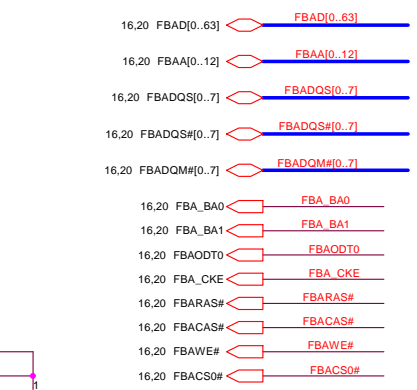 16,20 FBAD[0..63] FBAD[0..63]
16,20 FBAA[0..12] FBAA[0..12]
16,20 FBADQS[0..7] FBADQS[0..7]
16,20 FBADQS#[0..7] FBADQS#[0..7]
16,20 FBADQM#[0..7] FBADQM#[0..7]
16,20 FBA_BA0 FBA_BA0
16,20 FBA_BA1 FBA_BA1
16,20 FBAODT0 FBAODT0
16,20 FBA_CKE FBA_CKE
16,20 FBARAS# FBARAS#
16,20 FBACAS# FBACAS#
16,20 FBAWE# FBAWE#
16,20 FBACS0# FBACS0#
1